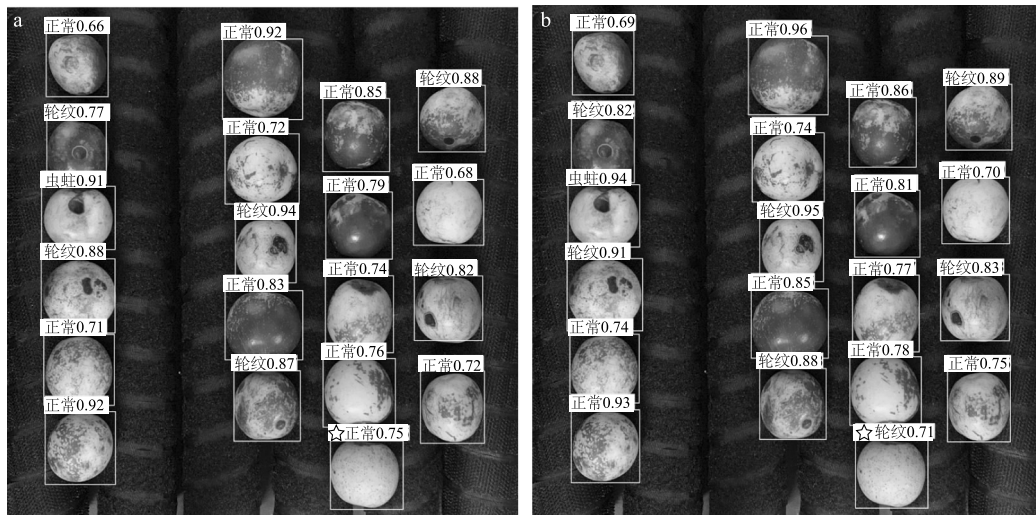 a
正常0.66
轮纹0.77
虫蛀0.91
轮纹0.88
正常0.71
正常0.92
正常0.92
正常0.72
轮纹0.94
正常0.83
轮纹0.87
正常0.85
正常0.79
正常0.74
正常0.76
☆正常0.75
轮纹0.88
正常0.68
轮纹0.82
正常0.72
b
正常0.69
轮纹0.82
虫蛀0.94
轮纹0.91
正常0.74
正常0.93
正常0.96
正常0.74
轮纹0.95
正常0.85
轮纹0.88
正常0.86
正常0.81
正常0.77
正常0.78
☆轮纹0.71
轮纹0.89
正常0.70
轮纹0.83
正常0.75